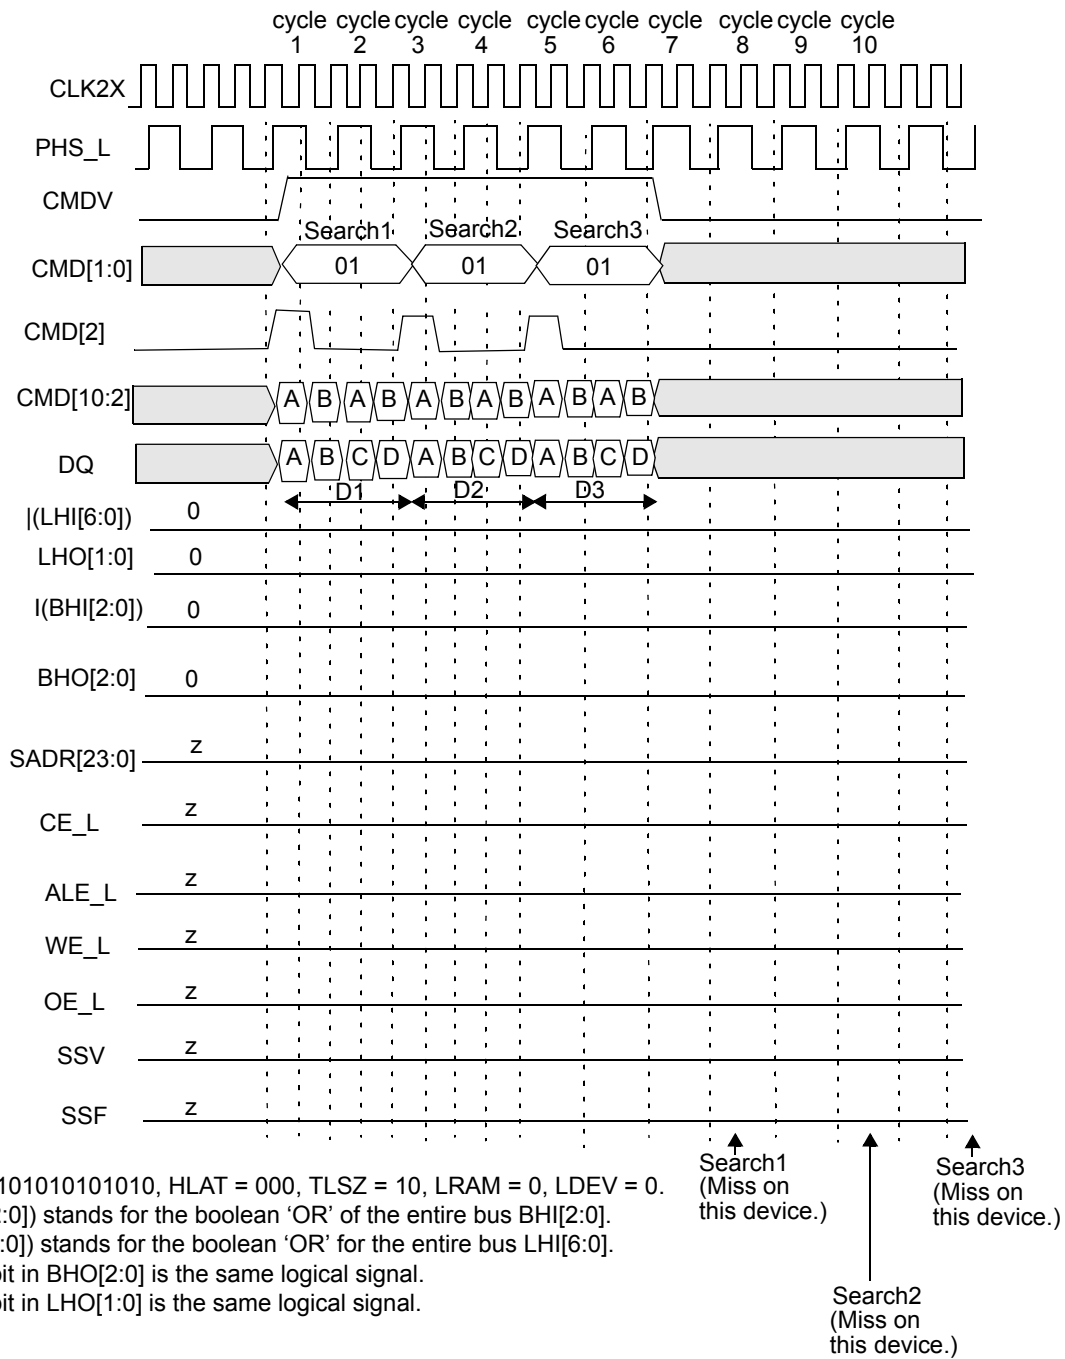 cycle cycle cycle cycle cycle cycle cycle cycle cycle cycle
1 2 3 4 5 6 7 8 9 10
CLK2X
PHS_L
CMDV
Search1 Search2 Search3
CMD[1:0] 01 01 01
CMD[2]
CMD[10:2] A B A B A B A B A B A B
DQ A B C D A B C D A B C D
D1 D2 D3
|(LHI[6:0]) 0
LHO[1:0] 0
I(BHI[2:0]) 0
BHO[2:0] 0
SADR[23:0] z
CE_L z
ALE_L z
WE_L z
OE_L z
SSV z
SSF z
Search1
(Miss on
this device.)
Search3
(Miss on
this device.)
101010101010, HLAT = 000, TLSZ = 10, LRAM = 0, LDEV = 0.
:0]) stands for the boolean ‘OR’ of the entire bus BHI[2:0].
:0]) stands for the boolean ‘OR’ for the entire bus LHI[6:0].
bit in BHO[2:0] is the same logical signal.
bit in LHO[1:0] is the same logical signal.
Search2
(Miss on
this device.)